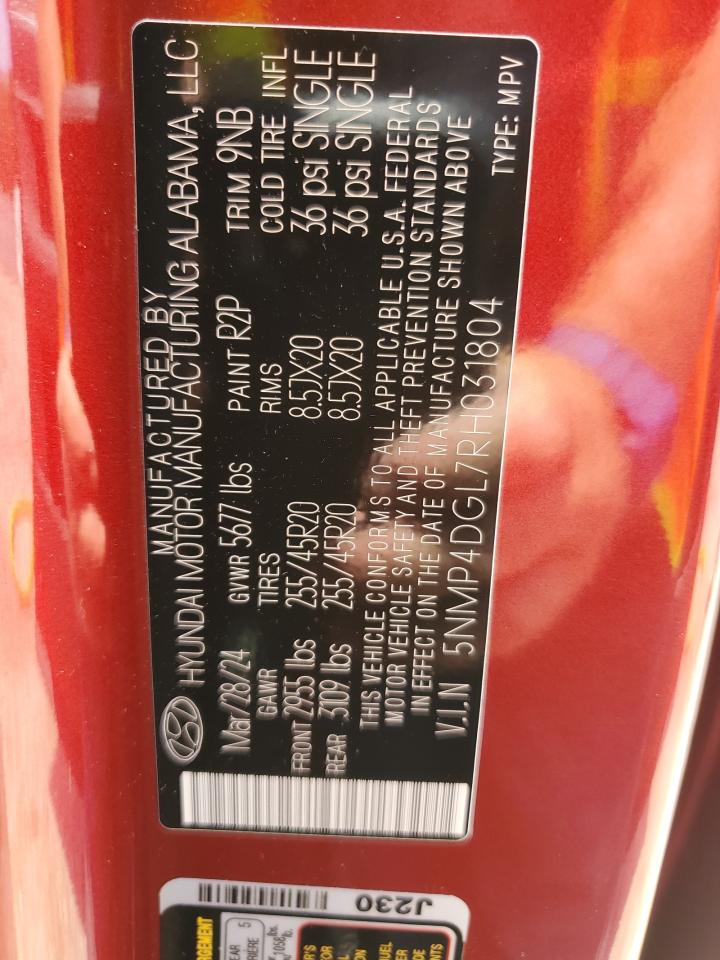 MANUFACTURED BY
HYUNDAI MOTOR MANUFACTURING ALABAMA, LLC
Mar/28/24 GVWR 5677 lbs PAINT R2P TRIM 9NB
GAWR TIRES RIMS COLD TIRE INFL
FRONT 2955 lbs 255/45R20 8.5JX20 36 psi SINGLE
REAR 3109 lbs 255/45R20 8.5JX20 36 psi SINGLE
THIS VEHICLE CONFORMS TO ALL APPLICABLE U.S.A. FEDERAL
MOTOR VEHICLE SAFETY AND THEFT PREVENTION STANDARDS
IN EFFECT ON THE DATE OF MANUFACTURE SHOWN ABOVE
V.I.N 5NMP4DGL7RH031804 TYPE: MPV
J230
5